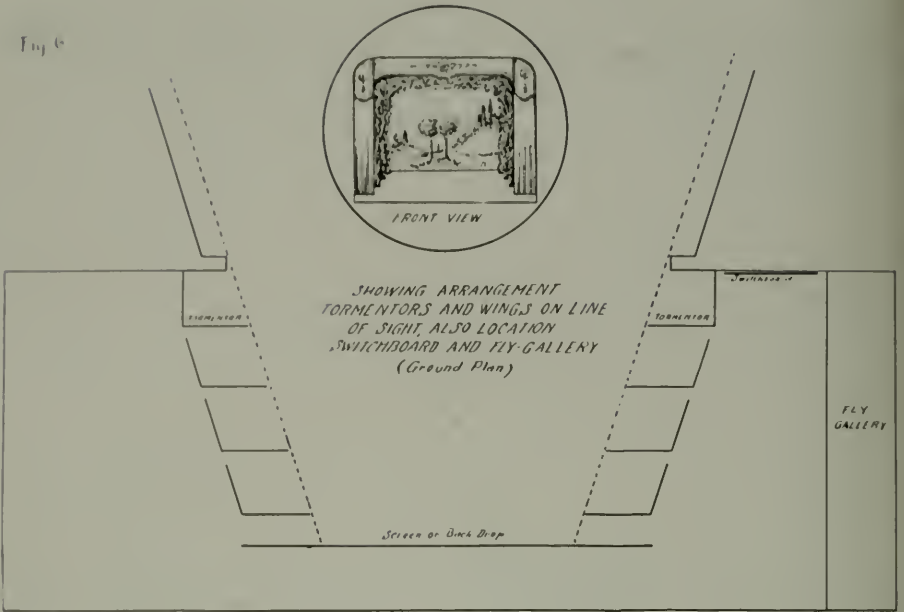 Fig 6
FRONT VIEW
SHOWING ARRANGEMENT
TORMENTORS AND WINGS ON LINE
OF SIGHT, ALSO LOCATION
SWITCHBOARD AND FLY-GALLERY
(Ground Plan)
Switchboard
TORMENTOR
TORMENTOR
FLY
GALLERY
Screen or Back Drop